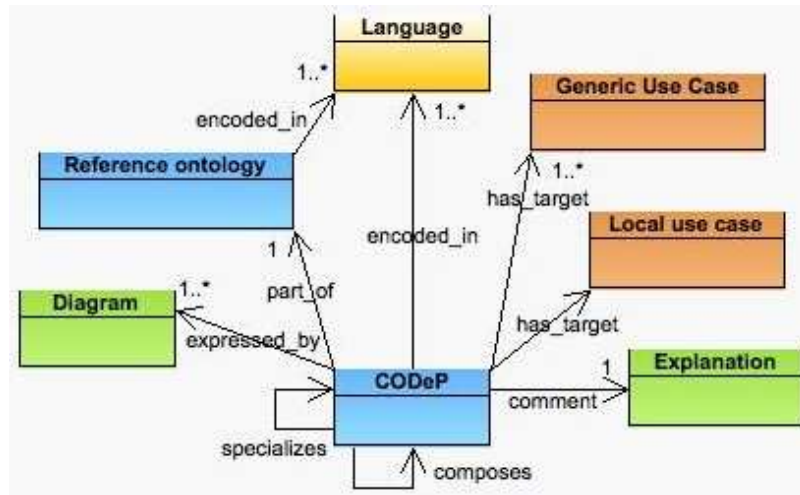 Language
1..*
Generic Use Case
encoded_in
1..*
Reference ontology
1..*
has_target
Local use case
1
encoded_in
1..*
part_of
Diagram
has_target
expressed_by
CODeP
1
Explanation
comment
specializes
composes